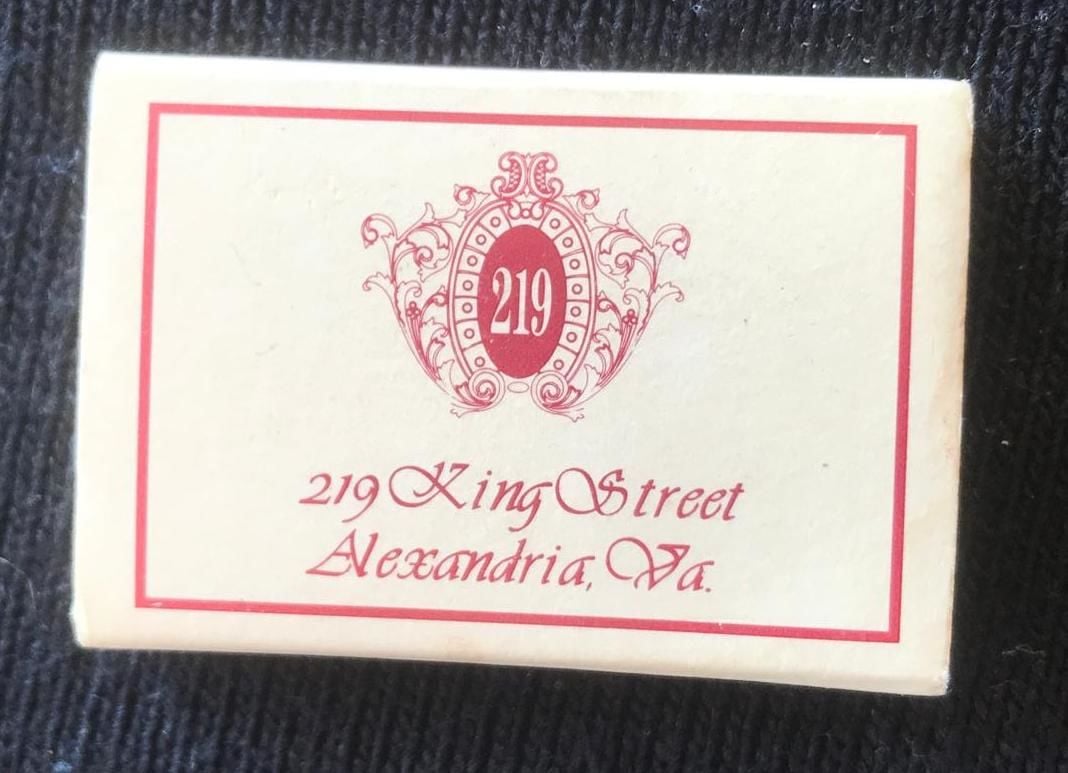 219
219 King Street
Alexandria, Va.